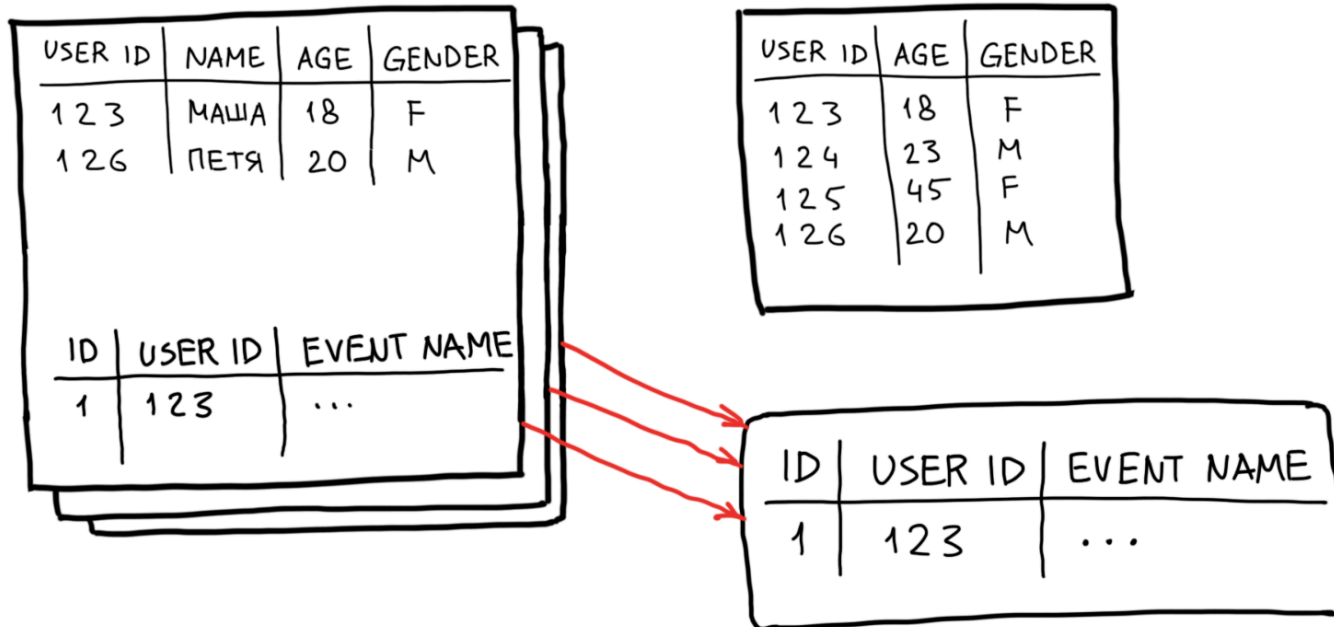 USER ID NAME AGE GENDER
123 МАША 18 F
126 ПЕТЯ 20 M
ID USER ID EVENT NAME
1 123 ...
USER ID AGE GENDER
123 18 F
124 23 M
125 45 F
126 20 M
ID USER ID EVENT NAME
1 123 ...